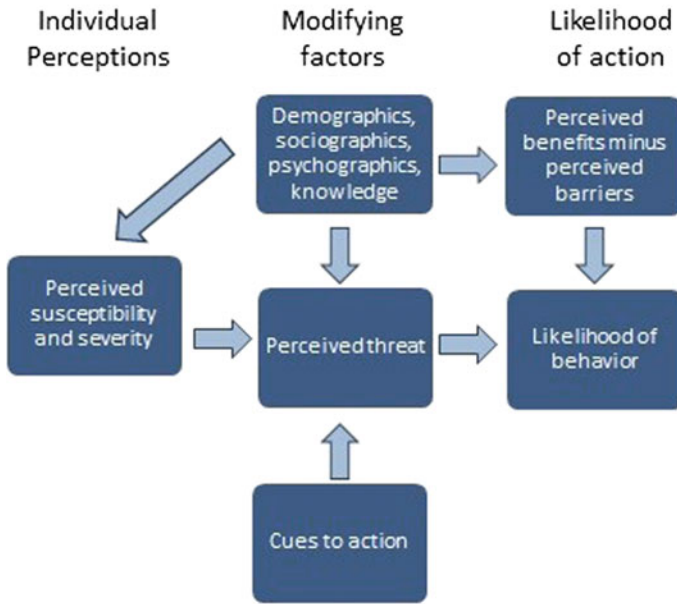 Individual
Perceptions
Modifying
factors
Likelihood
of action
Demographics,
sociographics,
psychographics,
knowledge
Perceived
benefits minus
perceived
barriers
Perceived
susceptibility
and severity
Perceived threat
Likelihood of
behavior
Cues to action